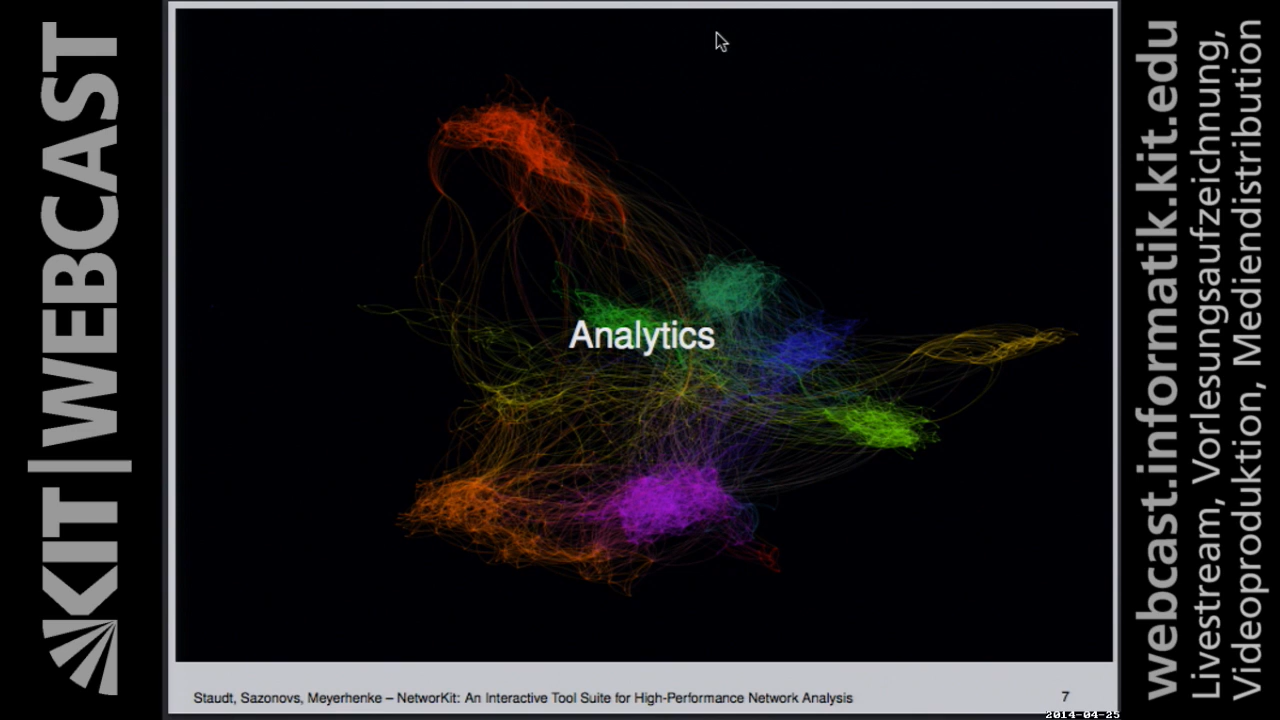 KIT|WEBCAST
Analytics
Staudt, Sazonovs, Meyerhenke – NetworKit: An Interactive Tool Suite for High-Performance Network Analysis
7
2014-04-25
webcast.informatik.kit.edu
Livestream, Vorlesungsaufzeichnung,
Videoproduktion, Mediendistribution